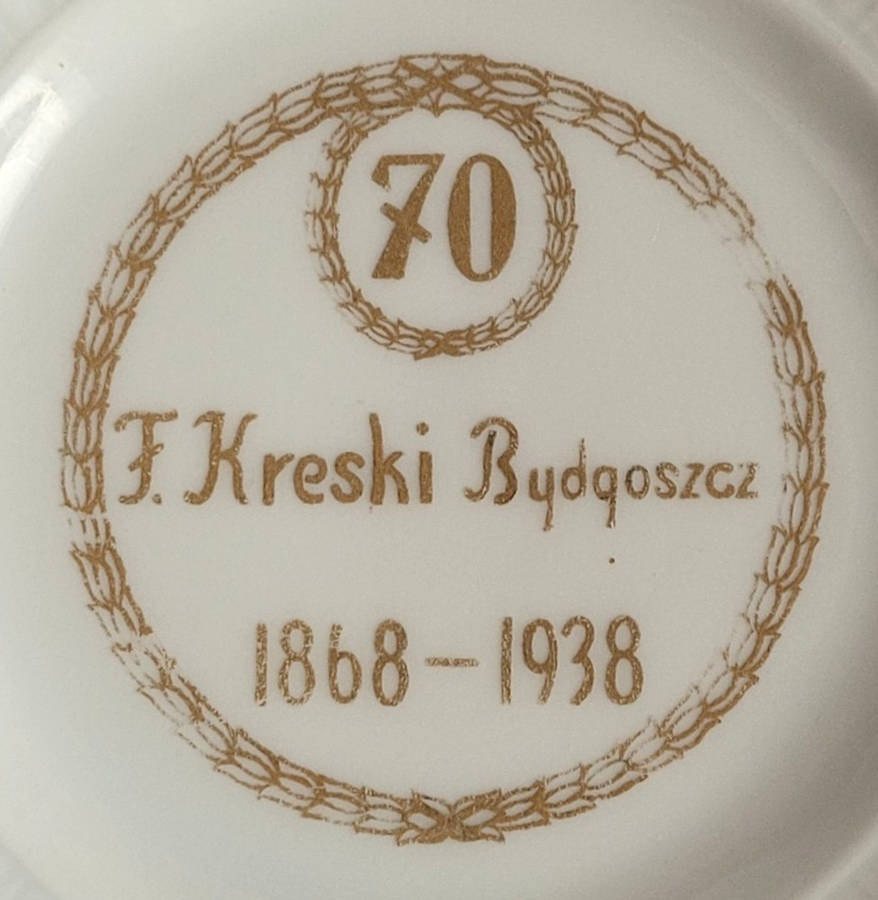 70
F. Kreski Bydgoszcz
1868 – 1938